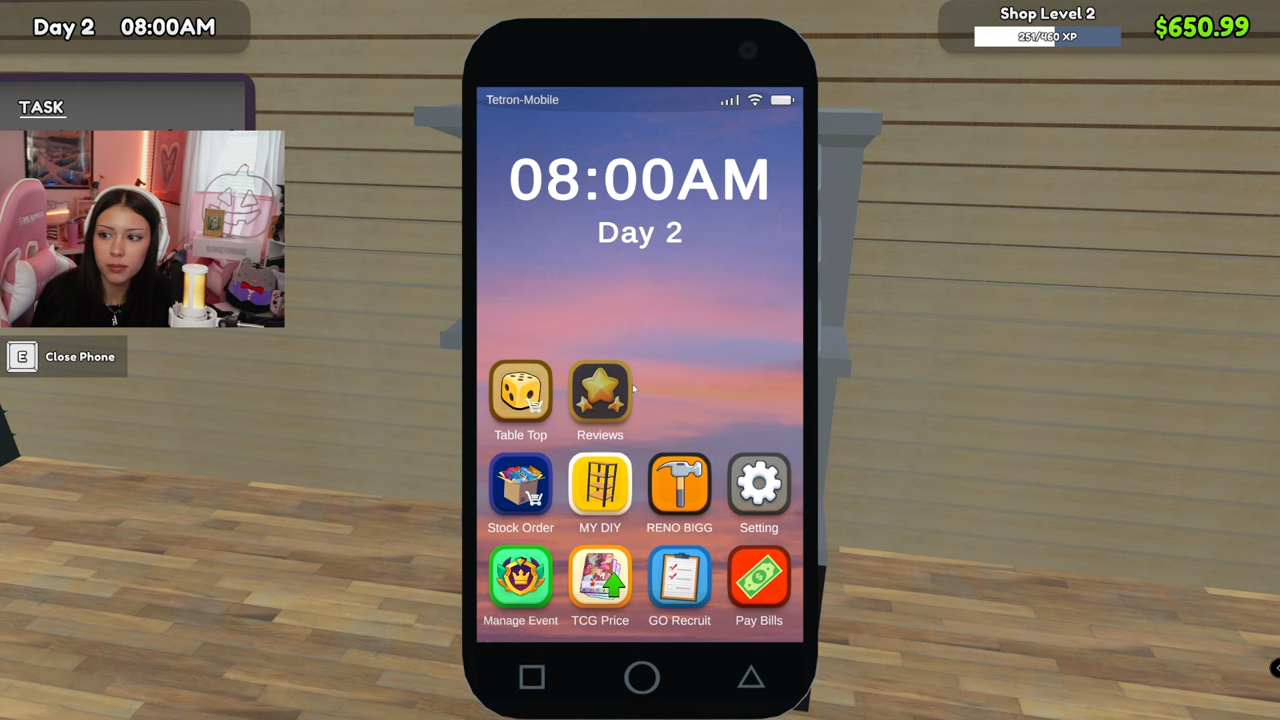 Day 2 08:00AM
Shop Level 2
251/460 XP
$650.99
TASK
E Close Phone
Tetron-Mobile
08:00AM
Day 2
Table Top Reviews
Stock Order MY DIY RENO BIGG Setting
Manage Event TCG Price GO Recruit Pay Bills